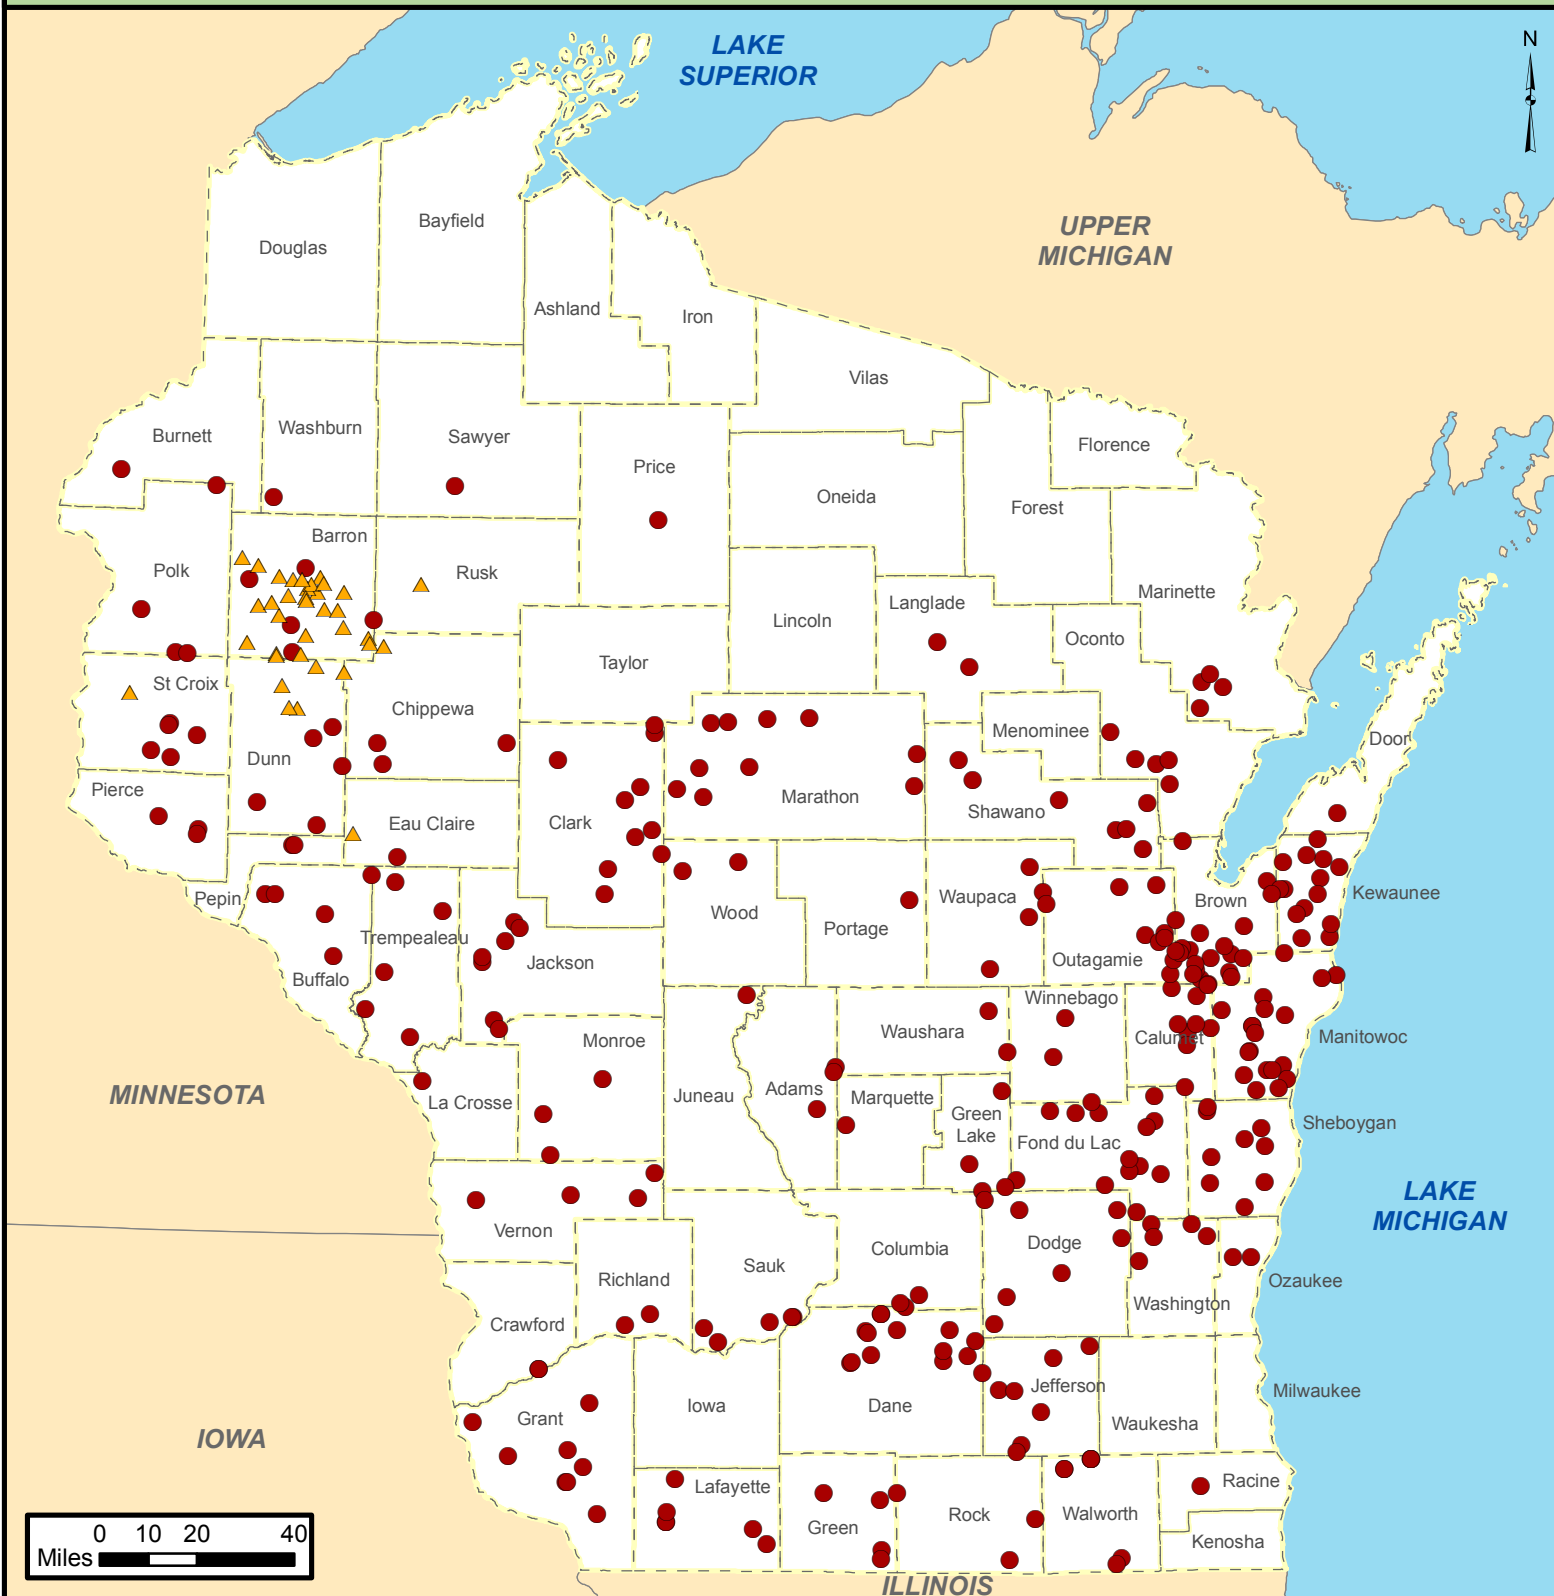 LAKE
SUPERIOR
N
Bayfield
UPPER
MICHIGAN
Douglas
Ashland
Iron
Vilas
Washburn
Burnett
Sawyer
Florence
Price
Oneida
Forest
Barron
Polk
Rusk
Marinette
Langlade
Lincoln
Oconto
Taylor
St Croix
Chippewa
Menominee
Door
Dunn
Pierce
Marathon
Shawano
Eau Claire
Clark
Kewaunee
Pepin
Waupaca
Brown
Wood
Portage
Trempealeau
Outagamie
Jackson
Buffalo
Winnebago
Waushara
Calumet
Manitowoc
Monroe
MINNESOTA
Adams
Juneau
Marquette
La Crosse
Green
Lake
Sheboygan
Fond du Lac
LAKE
MICHIGAN
Vernon
Dodge
Columbia
Sauk
Richland
Ozaukee
Washington
Crawford
Jefferson
Milwaukee
Iowa
Dane
Grant
Waukesha
IOWA
Racine
Lafayette
Rock
Walworth
Green
Kenosha
0 10 20 40
Miles
ILLINOIS